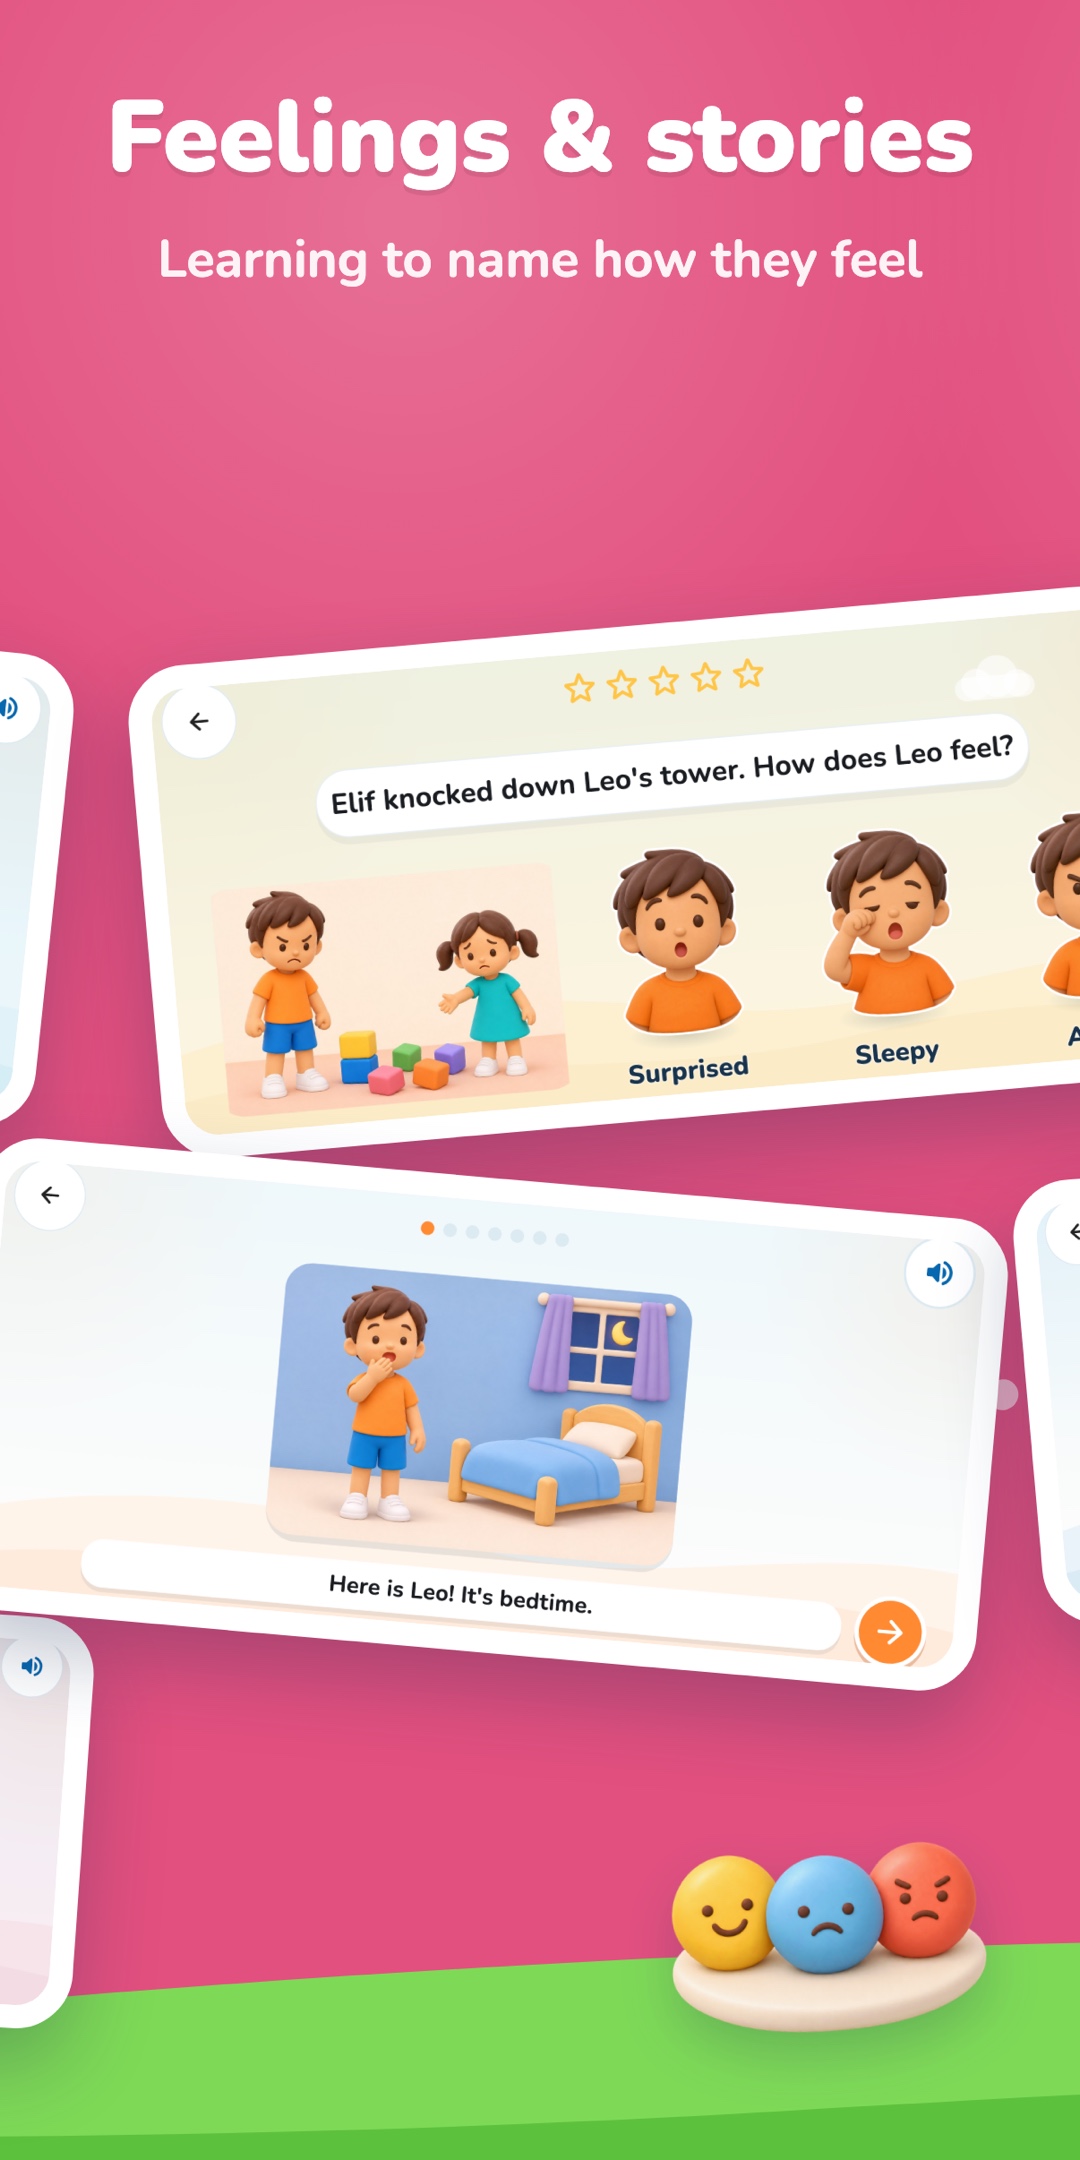 Feelings & stories
Learning to name how they feel
Elif knocked down Leo's tower. How does Leo feel?
Surprised
Sleepy
Here is Leo! It's bedtime.